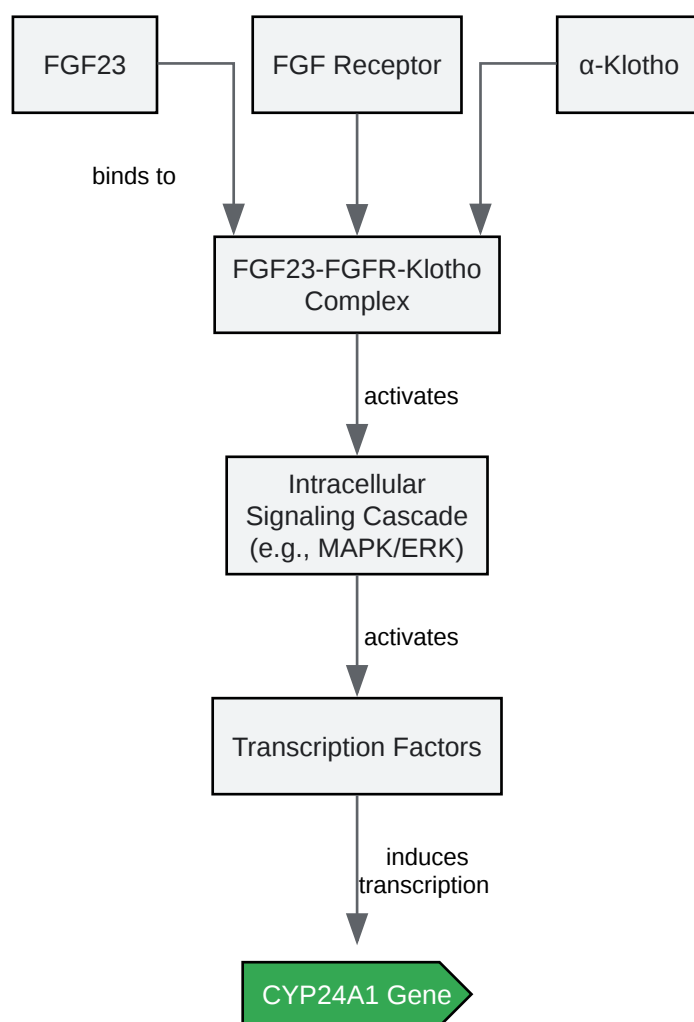 FGF23
FGF Receptor
α-Klotho
binds to
FGF23-FGFR-Klotho
Complex
activates
Intracellular
Signaling Cascade
(e.g., MAPK/ERK)
activates
Transcription Factors
induces
transcription
CYP24A1 Gene